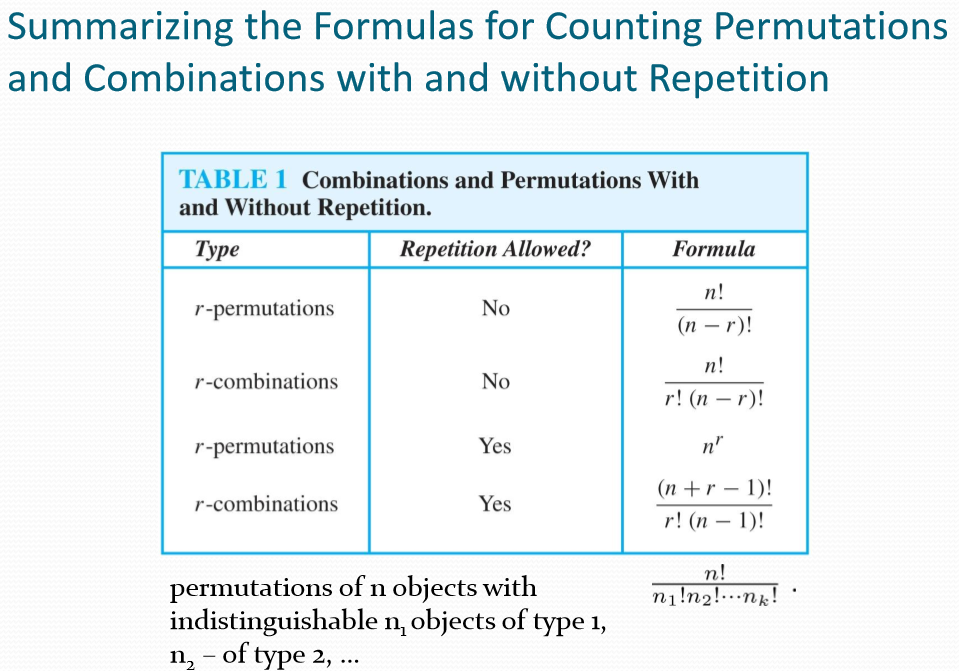 Summarizing the Formulas for Counting Permutations
and Combinations with and without Repetition
TABLE 1 Combinations and Permutations With
and Without Repetition.
Type Repetition Allowed? Formula
r-permutations No n!/(n − r)!
r-combinations No n!/(r! (n − r)!)
r-permutations Yes nʳ
r-combinations Yes (n + r − 1)!/(r! (n − 1)!)
permutations of n objects with n!/(n₁!n₂!···nₖ!) .
indistinguishable n₁ objects of type 1,
n₂ – of type 2, ...